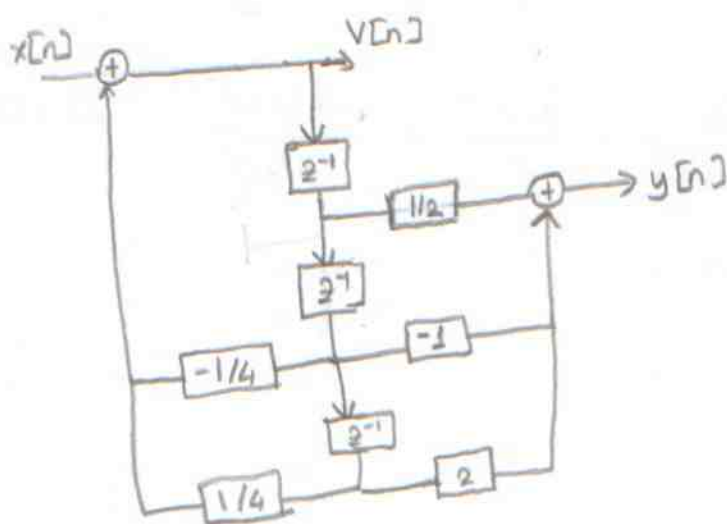 x[n]
+
V[n]
z⁻¹
1/2
+
y[n]
z⁻¹
-1/4
-1
z⁻¹
1/4
2